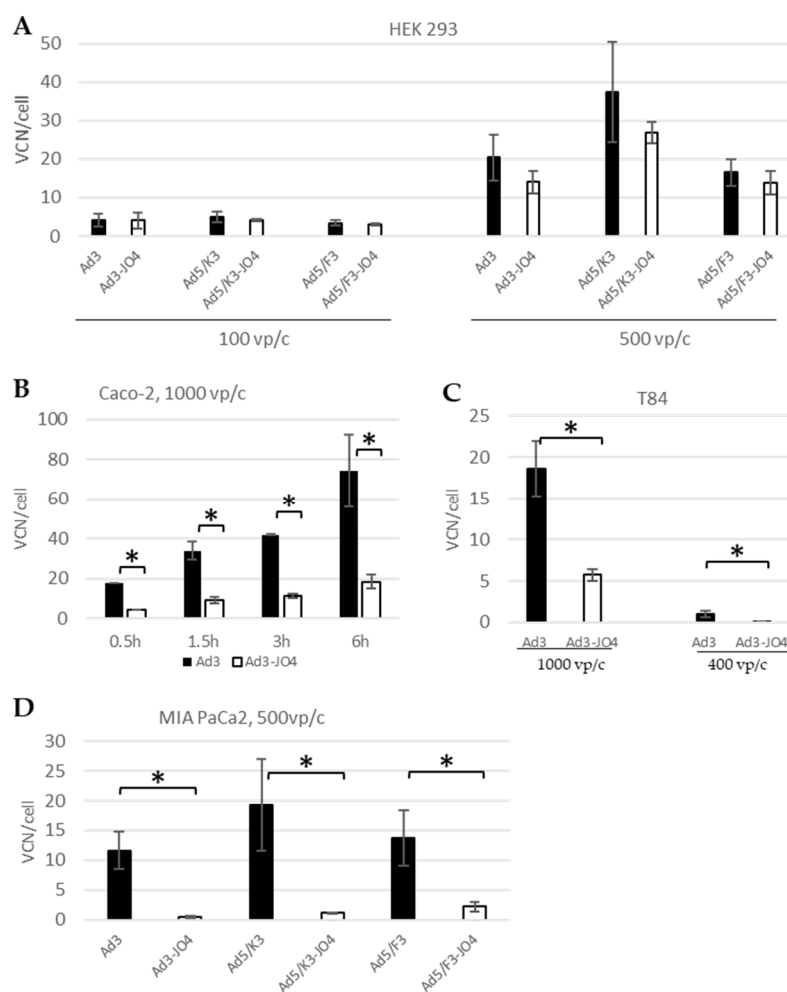 A
HEK 293
VCN/cell
50
40
30
20
10
0
Ad3
Ad3-JO4
Ad5/K3
Ad5/K3-JO4
Ad5/F3
Ad5/F3-JO4
Ad3
Ad3-JO4
Ad5/K3
Ad5/K3-JO4
Ad5/F3
Ad5/F3-JO4
100 vp/c
500 vp/c
B
Caco-2, 1000 vp/c
VCN/cell
100
80
60
40
20
0
*
*
*
*
0.5h 1.5h 3h 6h
Ad3 Ad3-JO4
C
T84
VCN/cell
25
20
15
10
5
0
*
*
Ad3 Ad3-JO4 Ad3 Ad3-JO4
1000 vp/c 400 vp/c
D
MIA PaCa2, 500vp/c
VCN/cell
30
25
20
15
10
5
0
*
*
*
Ad3
Ad3-JO4
Ad5/K3
Ad5/K3-JO4
Ad5/F3
Ad5/F3-JO4